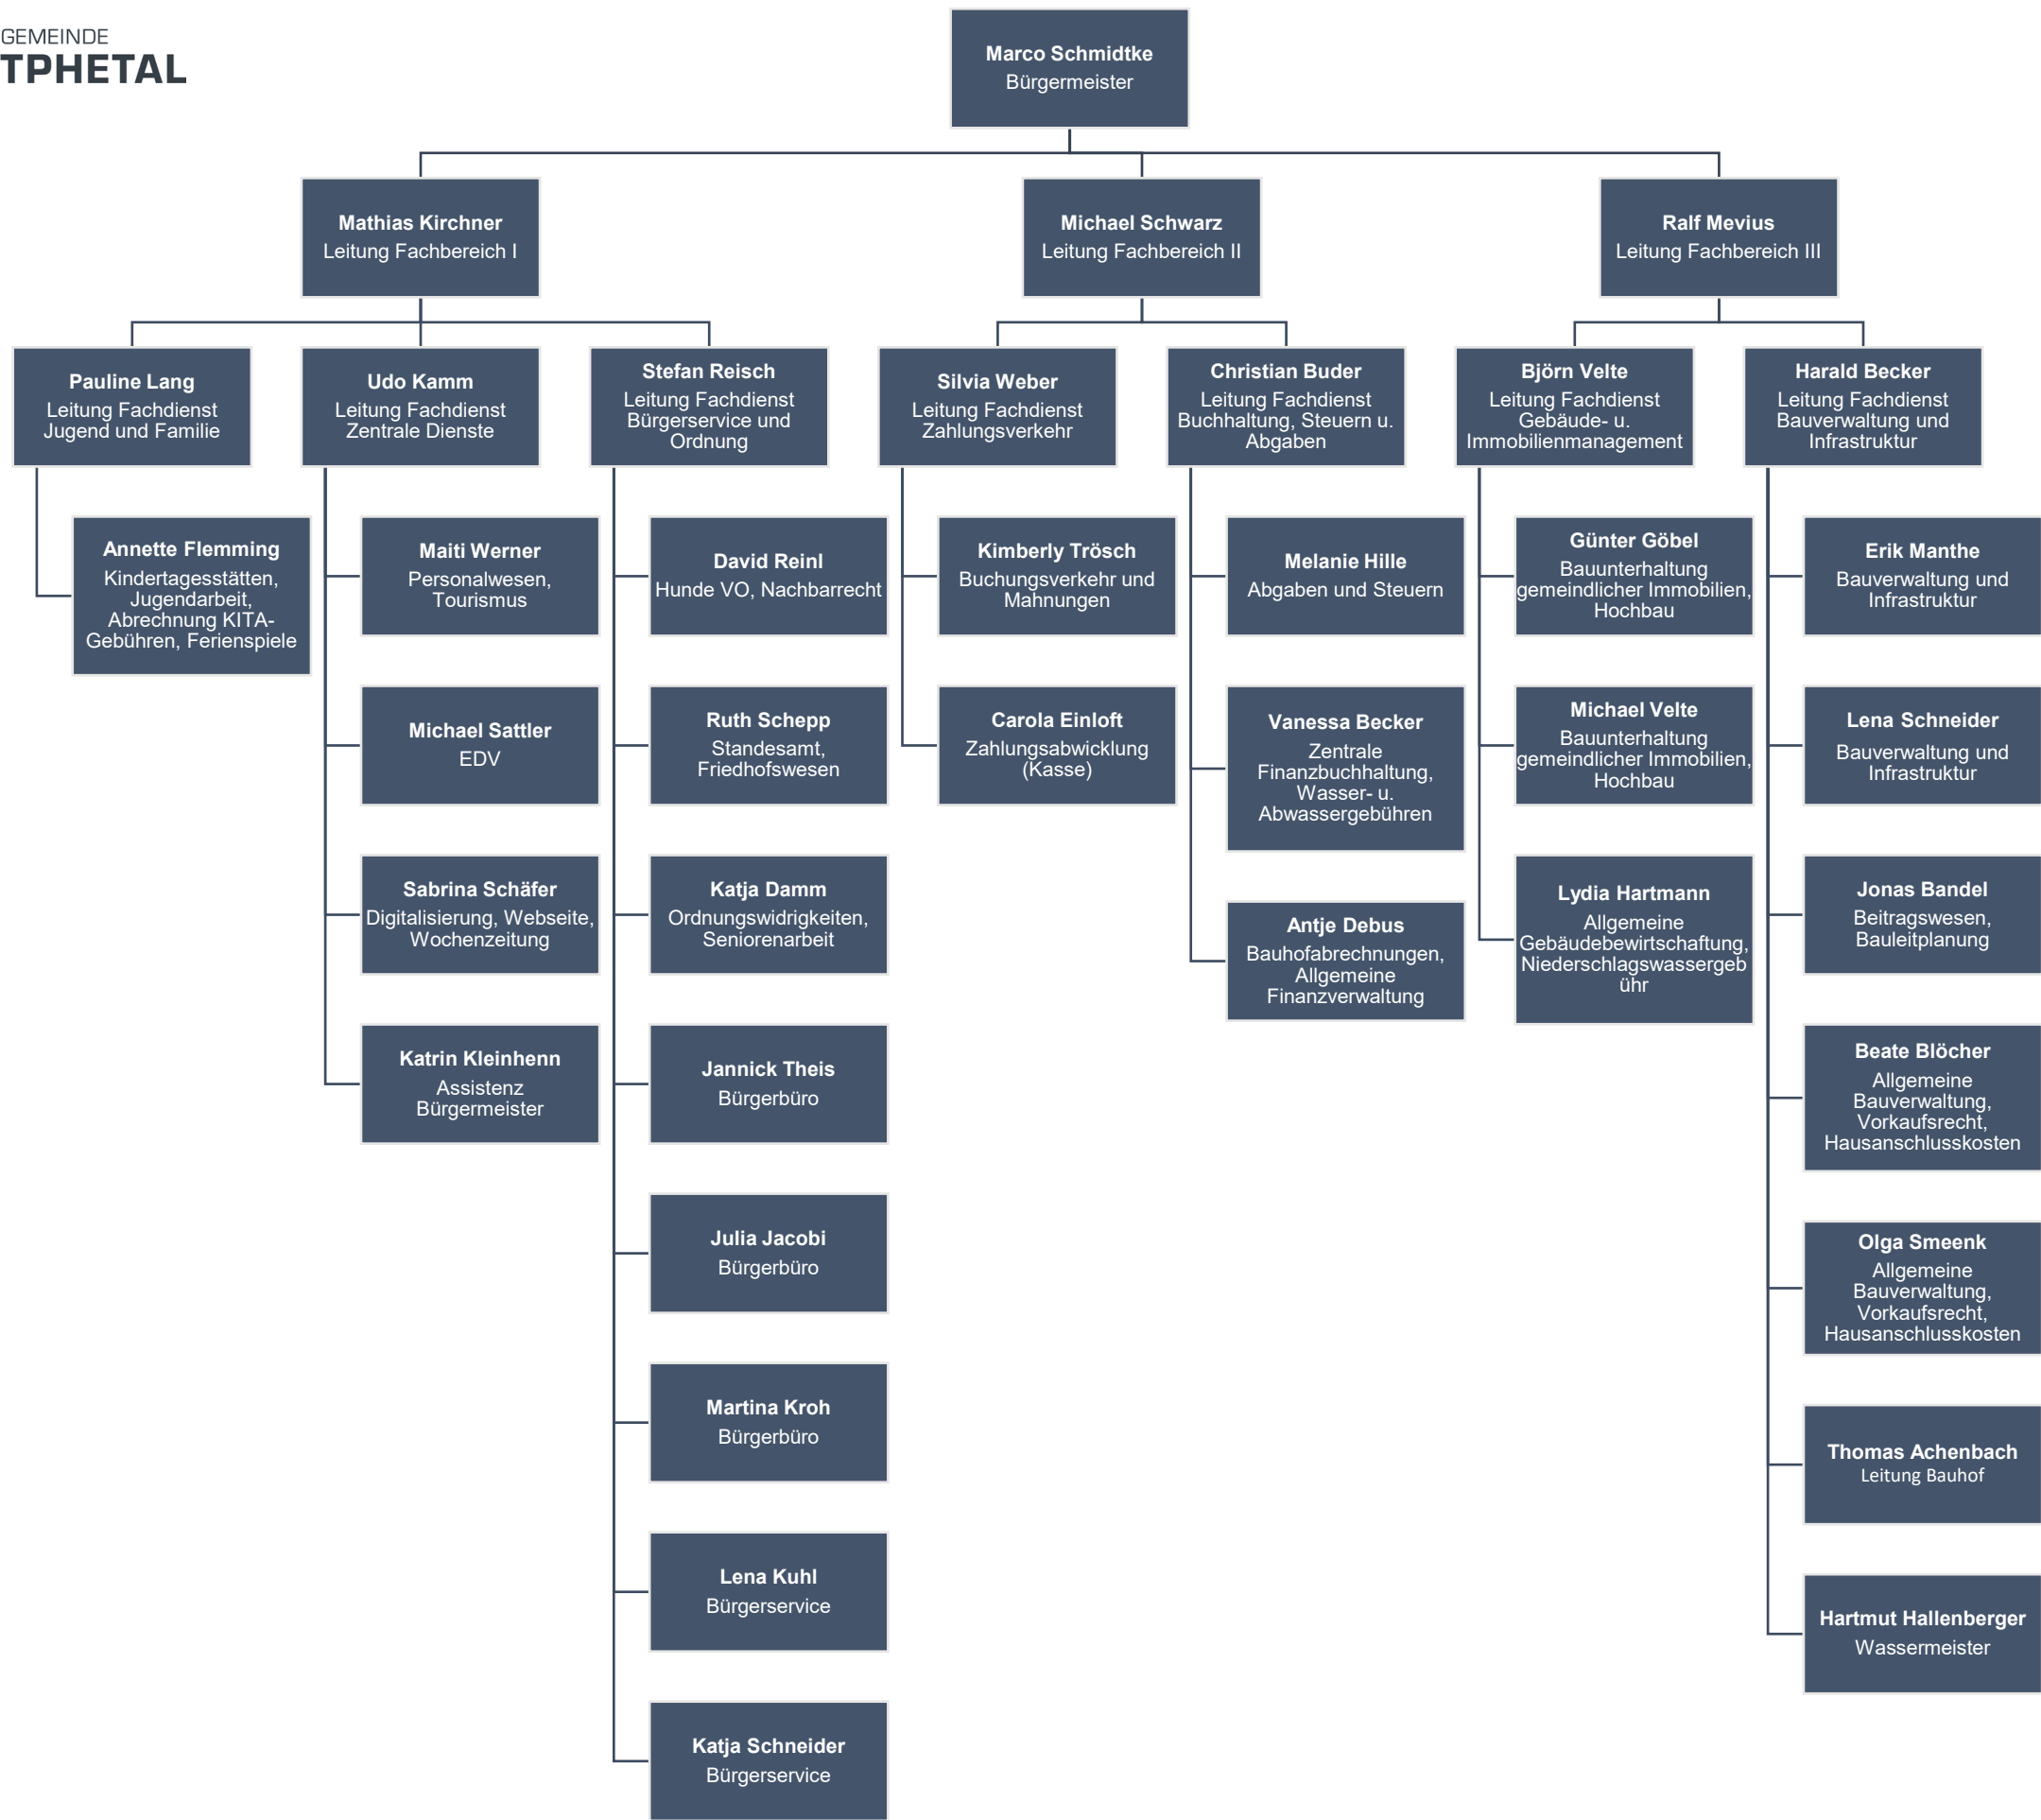 GEMEINDE
TPHETAL
Marco Schmidtke
Bürgermeister
Mathias Kirchner
Leitung Fachbereich I
Michael Schwarz
Leitung Fachbereich II
Ralf Mevius
Leitung Fachbereich III
Pauline Lang
Leitung Fachdienst
Jugend und Familie
Udo Kamm
Leitung Fachdienst
Zentrale Dienste
Stefan Reisch
Leitung Fachdienst
Bürgerservice und
Ordnung
Silvia Weber
Leitung Fachdienst
Zahlungsverkehr
Christian Buder
Leitung Fachdienst
Buchhaltung, Steuern u.
Abgaben
Björn Velte
Leitung Fachdienst
Gebäude- u.
Immobilienmanagement
Harald Becker
Leitung Fachdienst
Bauverwaltung und
Infrastruktur
Annette Flemming
Kindertagesstätten,
Jugendarbeit,
Abrechnung KITA-
Gebühren, Ferienspiele
Maiti Werner
Personalwesen,
Tourismus
Michael Sattler
EDV
Sabrina Schäfer
Digitalisierung, Webseite,
Wochenzeitung
Katrin Kleinhenn
Assistenz
Bürgermeister
David Reinl
Hunde VO, Nachbarrecht
Ruth Schepp
Standesamt,
Friedhofswesen
Katja Damm
Ordnungswidrigkeiten,
Seniorenarbeit
Jannick Theis
Bürgerbüro
Julia Jacobi
Bürgerbüro
Martina Kroh
Bürgerbüro
Lena Kuhl
Bürgerservice
Katja Schneider
Bürgerservice
Kimberly Trösch
Buchungsverkehr und
Mahnungen
Carola Einloft
Zahlungsabwicklung
(Kasse)
Melanie Hille
Abgaben und Steuern
Vanessa Becker
Zentrale
Finanzbuchhaltung,
Wasser- u.
Abwassergebühren
Antje Debus
Bauhofabrechnungen,
Allgemeine
Finanzverwaltung
Günter Göbel
Bauunterhaltung
gemeindlicher Immobilien,
Hochbau
Michael Velte
Bauunterhaltung
gemeindlicher Immobilien,
Hochbau
Lydia Hartmann
Allgemeine
Gebäudebewirtschaftung,
Niederschlagswassergeb
ühr
Erik Manthe
Bauverwaltung und
Infrastruktur
Lena Schneider
Bauverwaltung und
Infrastruktur
Jonas Bandel
Beitragswesen,
Bauleitplanung
Beate Blöcher
Allgemeine
Bauverwaltung,
Vorkaufsrecht,
Hausanschlusskosten
Olga Smeenk
Allgemeine
Bauverwaltung,
Vorkaufsrecht,
Hausanschlusskosten
Thomas Achenbach
Leitung Bauhof
Hartmut Hallenberger
Wassermeister